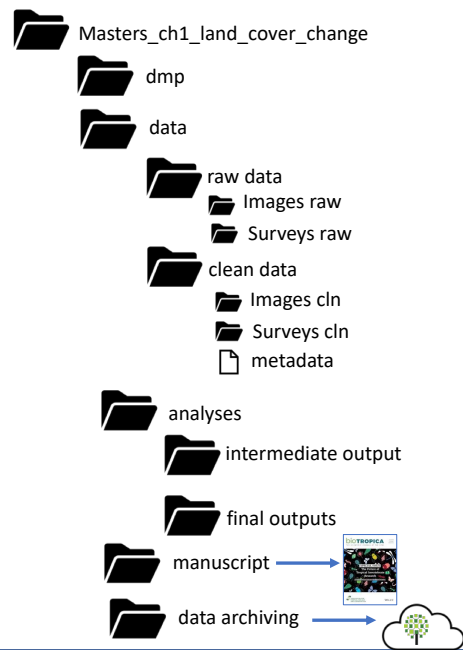 Masters_ch1_land_cover_change
dmp
data
raw data
Images raw
Surveys raw
clean data
Images cln
Surveys cln
metadata
analyses
intermediate output
final outputs
manuscript
bioTROPICA
data archiving